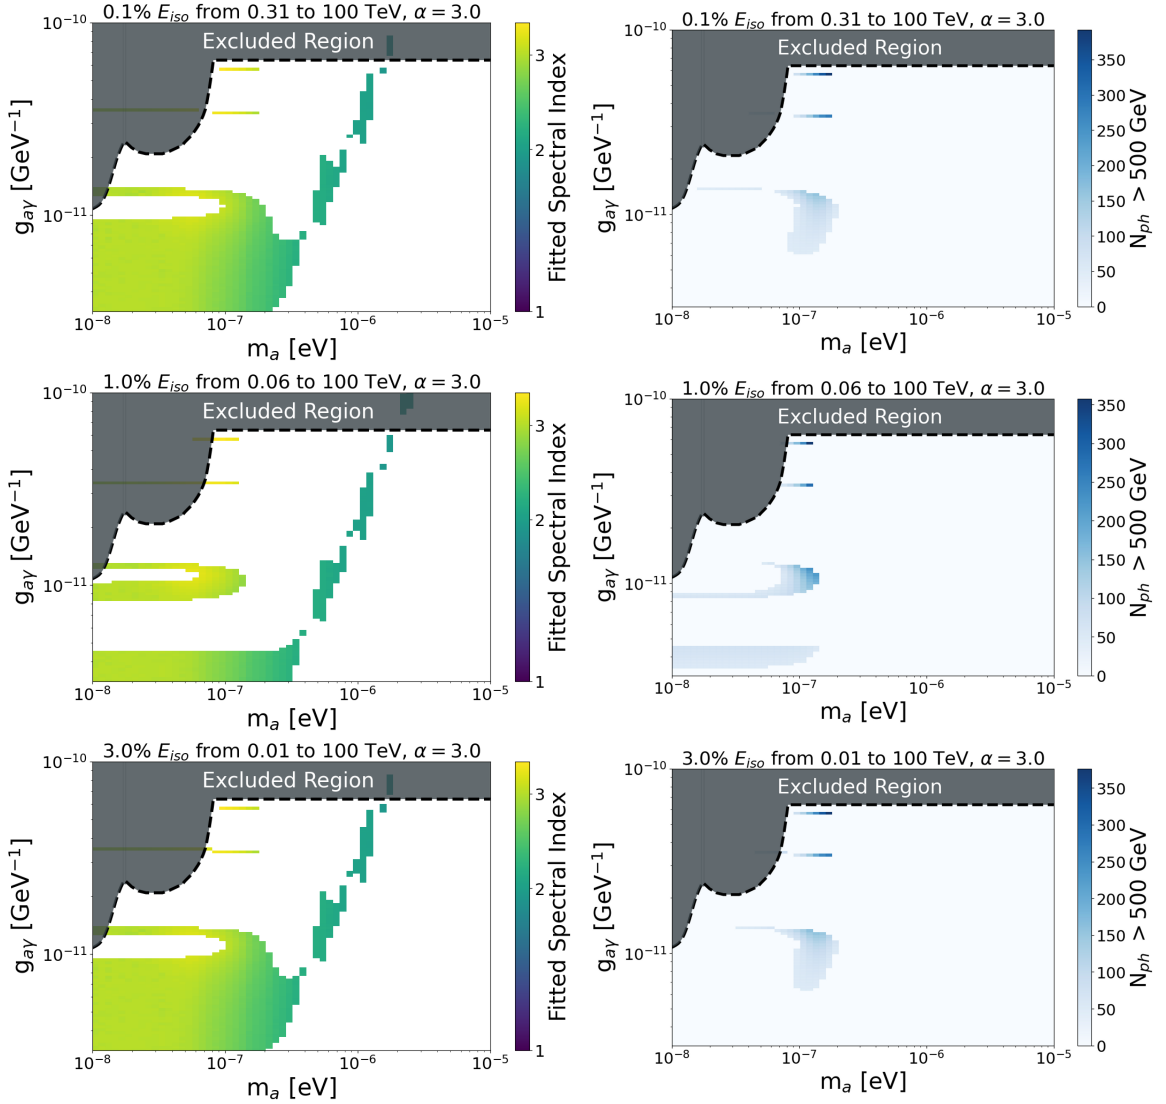 0.1% E_iso from 0.31 to 100 TeV, α = 3.0
Excluded Region
10⁻¹⁰
10⁻¹¹
g_aγ [GeV⁻¹]
10⁻⁸ 10⁻⁷ 10⁻⁶ 10⁻⁵
m_a [eV]
3
2
1
Fitted Spectral Index
0.1% E_iso from 0.31 to 100 TeV, α = 3.0
Excluded Region
10⁻¹⁰
10⁻¹¹
g_aγ [GeV⁻¹]
10⁻⁸ 10⁻⁷ 10⁻⁶ 10⁻⁵
m_a [eV]
350
300
250
200
150
100
50
0
N_ph > 500 GeV
1.0% E_iso from 0.06 to 100 TeV, α = 3.0
Excluded Region
10⁻¹⁰
10⁻¹¹
g_aγ [GeV⁻¹]
10⁻⁸ 10⁻⁷ 10⁻⁶ 10⁻⁵
m_a [eV]
3
2
1
Fitted Spectral Index
1.0% E_iso from 0.06 to 100 TeV, α = 3.0
Excluded Region
10⁻¹⁰
10⁻¹¹
g_aγ [GeV⁻¹]
10⁻⁸ 10⁻⁷ 10⁻⁶ 10⁻⁵
m_a [eV]
350
300
250
200
150
100
50
0
N_ph > 500 GeV
3.0% E_iso from 0.01 to 100 TeV, α = 3.0
Excluded Region
10⁻¹⁰
10⁻¹¹
g_aγ [GeV⁻¹]
10⁻⁸ 10⁻⁷ 10⁻⁶ 10⁻⁵
m_a [eV]
3
2
1
Fitted Spectral Index
3.0% E_iso from 0.01 to 100 TeV, α = 3.0
Excluded Region
10⁻¹⁰
10⁻¹¹
g_aγ [GeV⁻¹]
10⁻⁸ 10⁻⁷ 10⁻⁶ 10⁻⁵
m_a [eV]
350
300
250
200
150
100
50
0
N_ph > 500 GeV